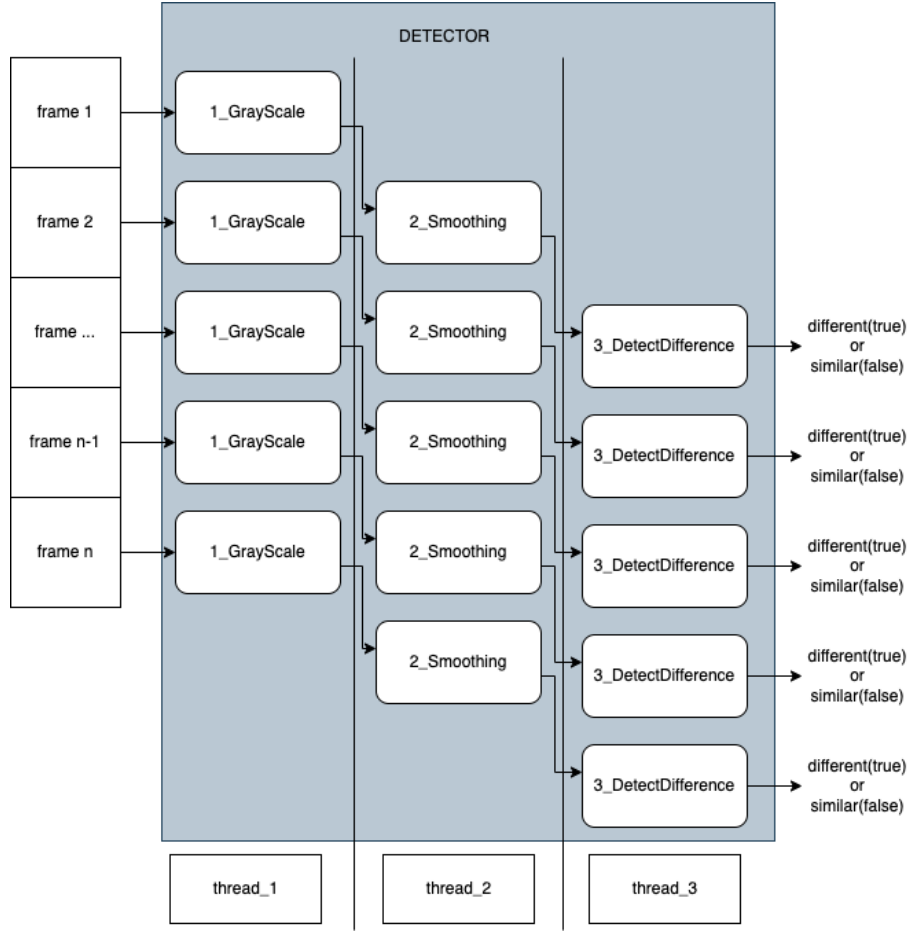 DETECTOR
frame 1
1_GrayScale
frame 2
1_GrayScale
2_Smoothing
frame ...
1_GrayScale
2_Smoothing
3_DetectDifference
different(true)
or
similar(false)
frame n-1
1_GrayScale
2_Smoothing
3_DetectDifference
different(true)
or
similar(false)
frame n
1_GrayScale
2_Smoothing
3_DetectDifference
different(true)
or
similar(false)
2_Smoothing
3_DetectDifference
different(true)
or
similar(false)
3_DetectDifference
different(true)
or
similar(false)
thread_1
thread_2
thread_3